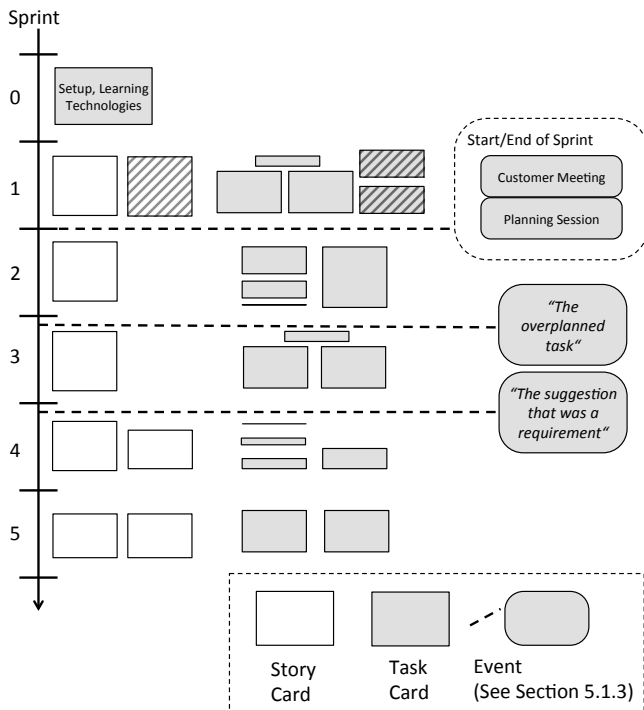 Sprint
0
Setup, Learning
Technologies
1
Start/End of Sprint
Customer Meeting
Planning Session
2
3
“The
overplanned
task“
4
“The suggestion
that was a
requirement“
5
Story
Card
Task
Card
Event
(See Section 5.1.3)